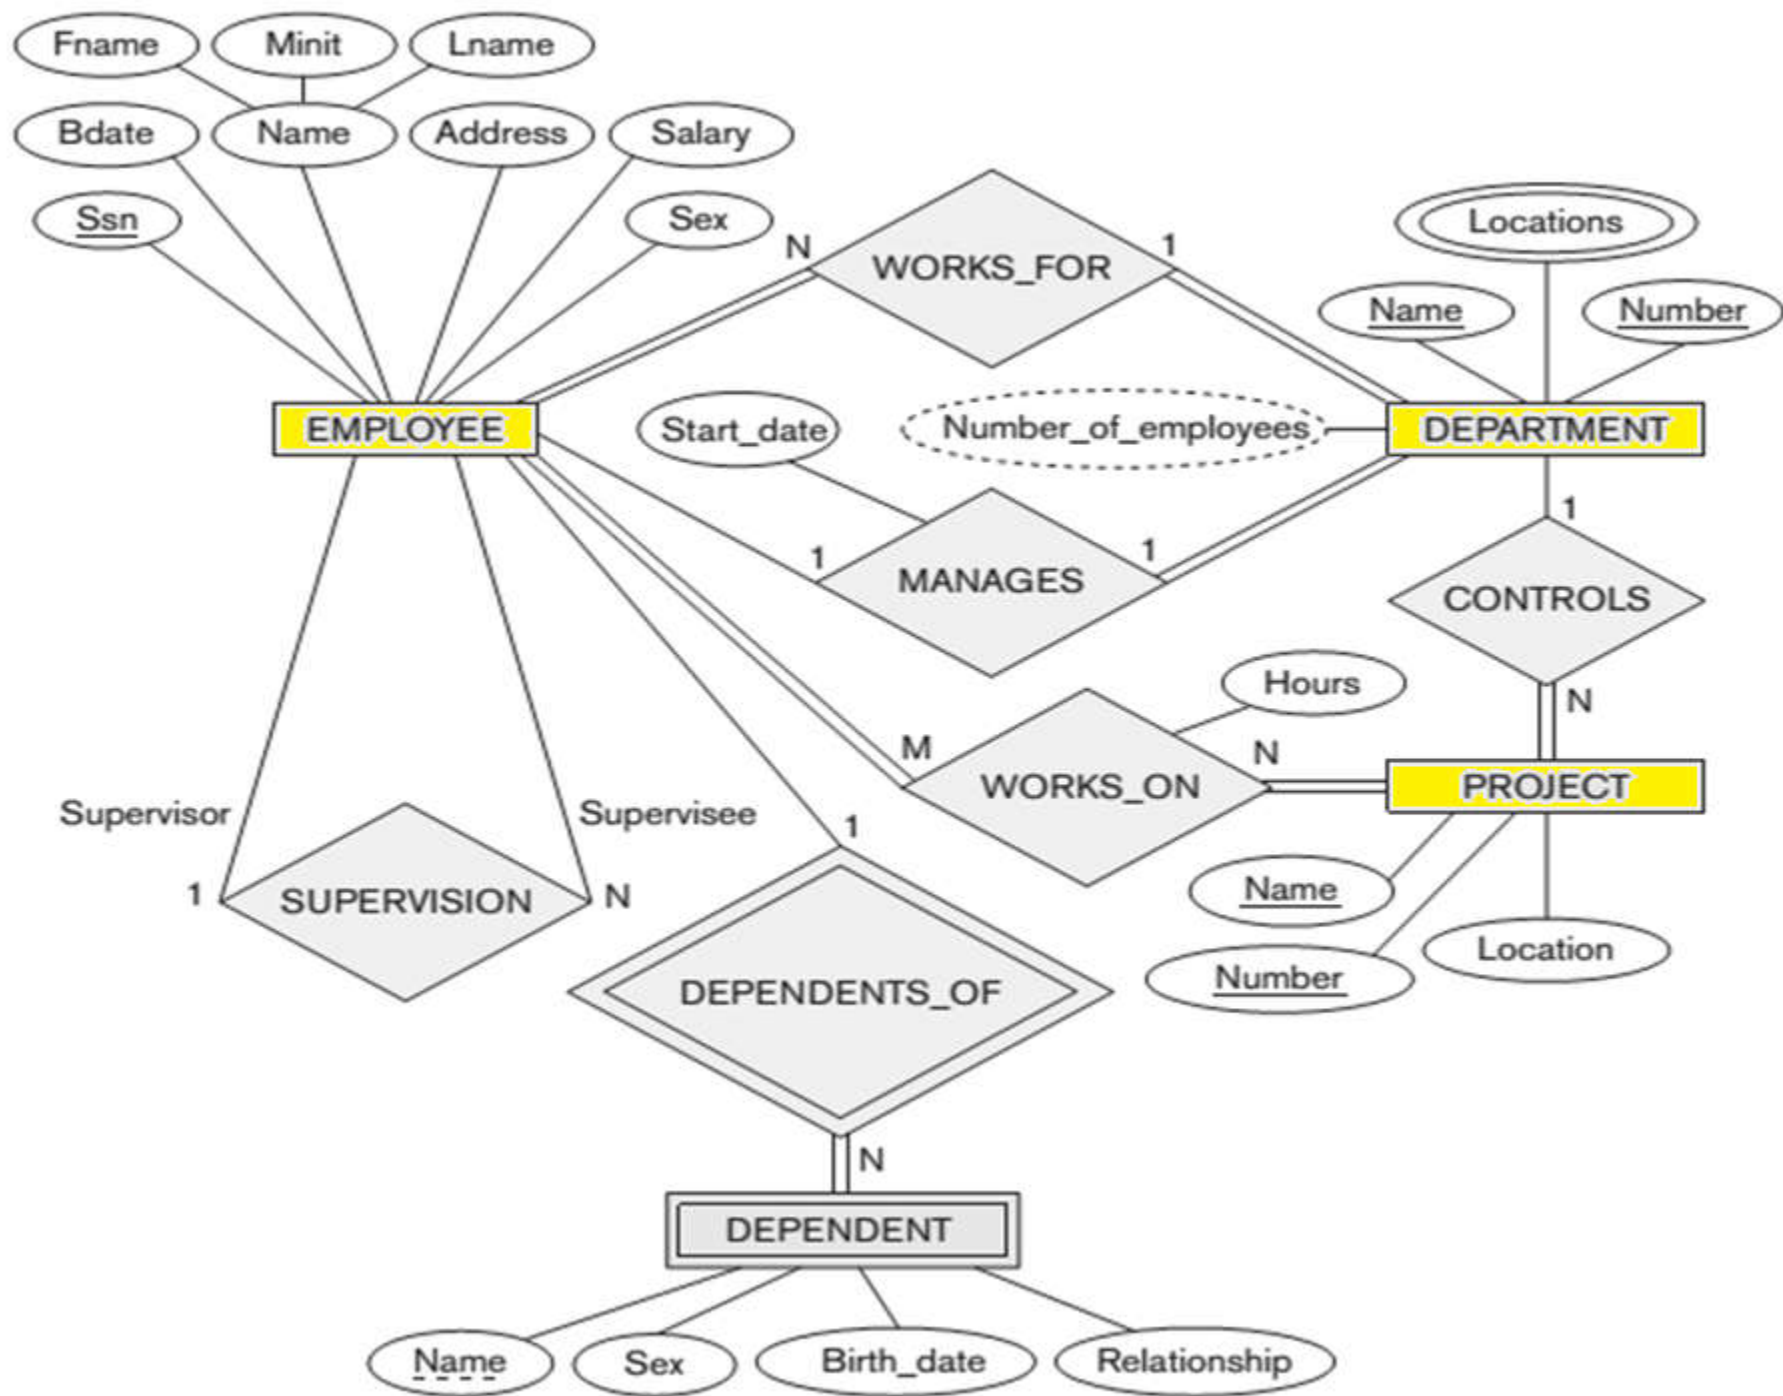 Fname Minit Lname
Bdate Name Address Salary
Ssn Sex
N WORKS_FOR 1
Locations
Name Number
EMPLOYEE
Start_date
Number_of_employees
DEPARTMENT
1 MANAGES 1
1
CONTROLS
N
Hours
M WORKS_ON N
PROJECT
Name
Number
Location
Supervisor Supervisee
1 SUPERVISION N
1
DEPENDENTS_OF
N
DEPENDENT
Name Sex Birth_date Relationship